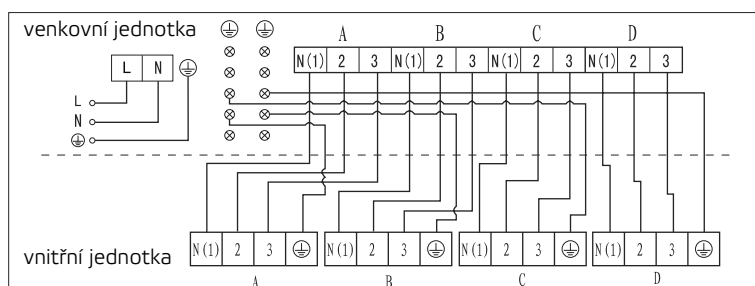 venkovní jednotka
A B C D
L N
N(1) 2 3 N(1) 2 3 N(1) 2 3 N(1) 2 3
L
N
N(1) 2 3 N(1) 2 3 N(1) 2 3 N(1) 2 3
vnitřní jednotka
A B C D